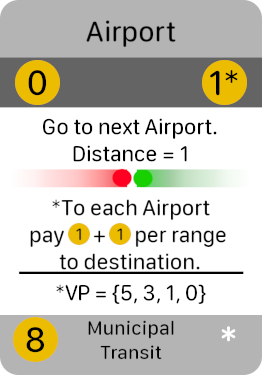 Airport
0 1*
Go to next Airport.
Distance = 1
*To each Airport
pay 1 + 1 per range
to destination.
*VP = {5, 3, 1, 0}
8 Municipal *
Transit